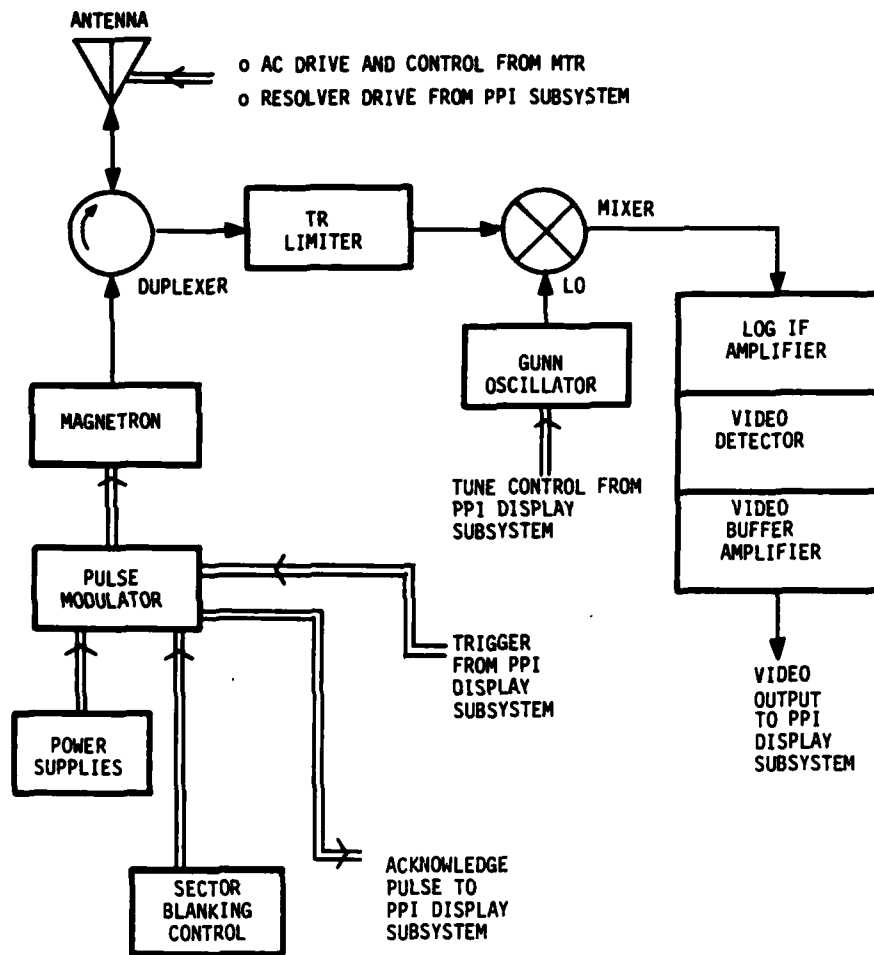 ANTENNA
o AC DRIVE AND CONTROL FROM MTR
o RESOLVER DRIVE FROM PPI SUBSYSTEM
TR
LIMITER
MIXER
DUPLEXER
LO
GUNN
OSCILLATOR
LOG IF
AMPLIFIER
MAGNETRON
VIDEO
DETECTOR
TUNE CONTROL FROM
PPI DISPLAY
SUBSYSTEM
VIDEO
BUFFER
AMPLIFIER
PULSE
MODULATOR
TRIGGER
FROM PPI
DISPLAY
SUBSYSTEM
VIDEO
OUTPUT
TO PPI
DISPLAY
SUBSYSTEM
POWER
SUPPLIES
ACKNOWLEDGE
PULSE TO
PPI DISPLAY
SUBSYSTEM
SECTOR
BLANKING
CONTROL